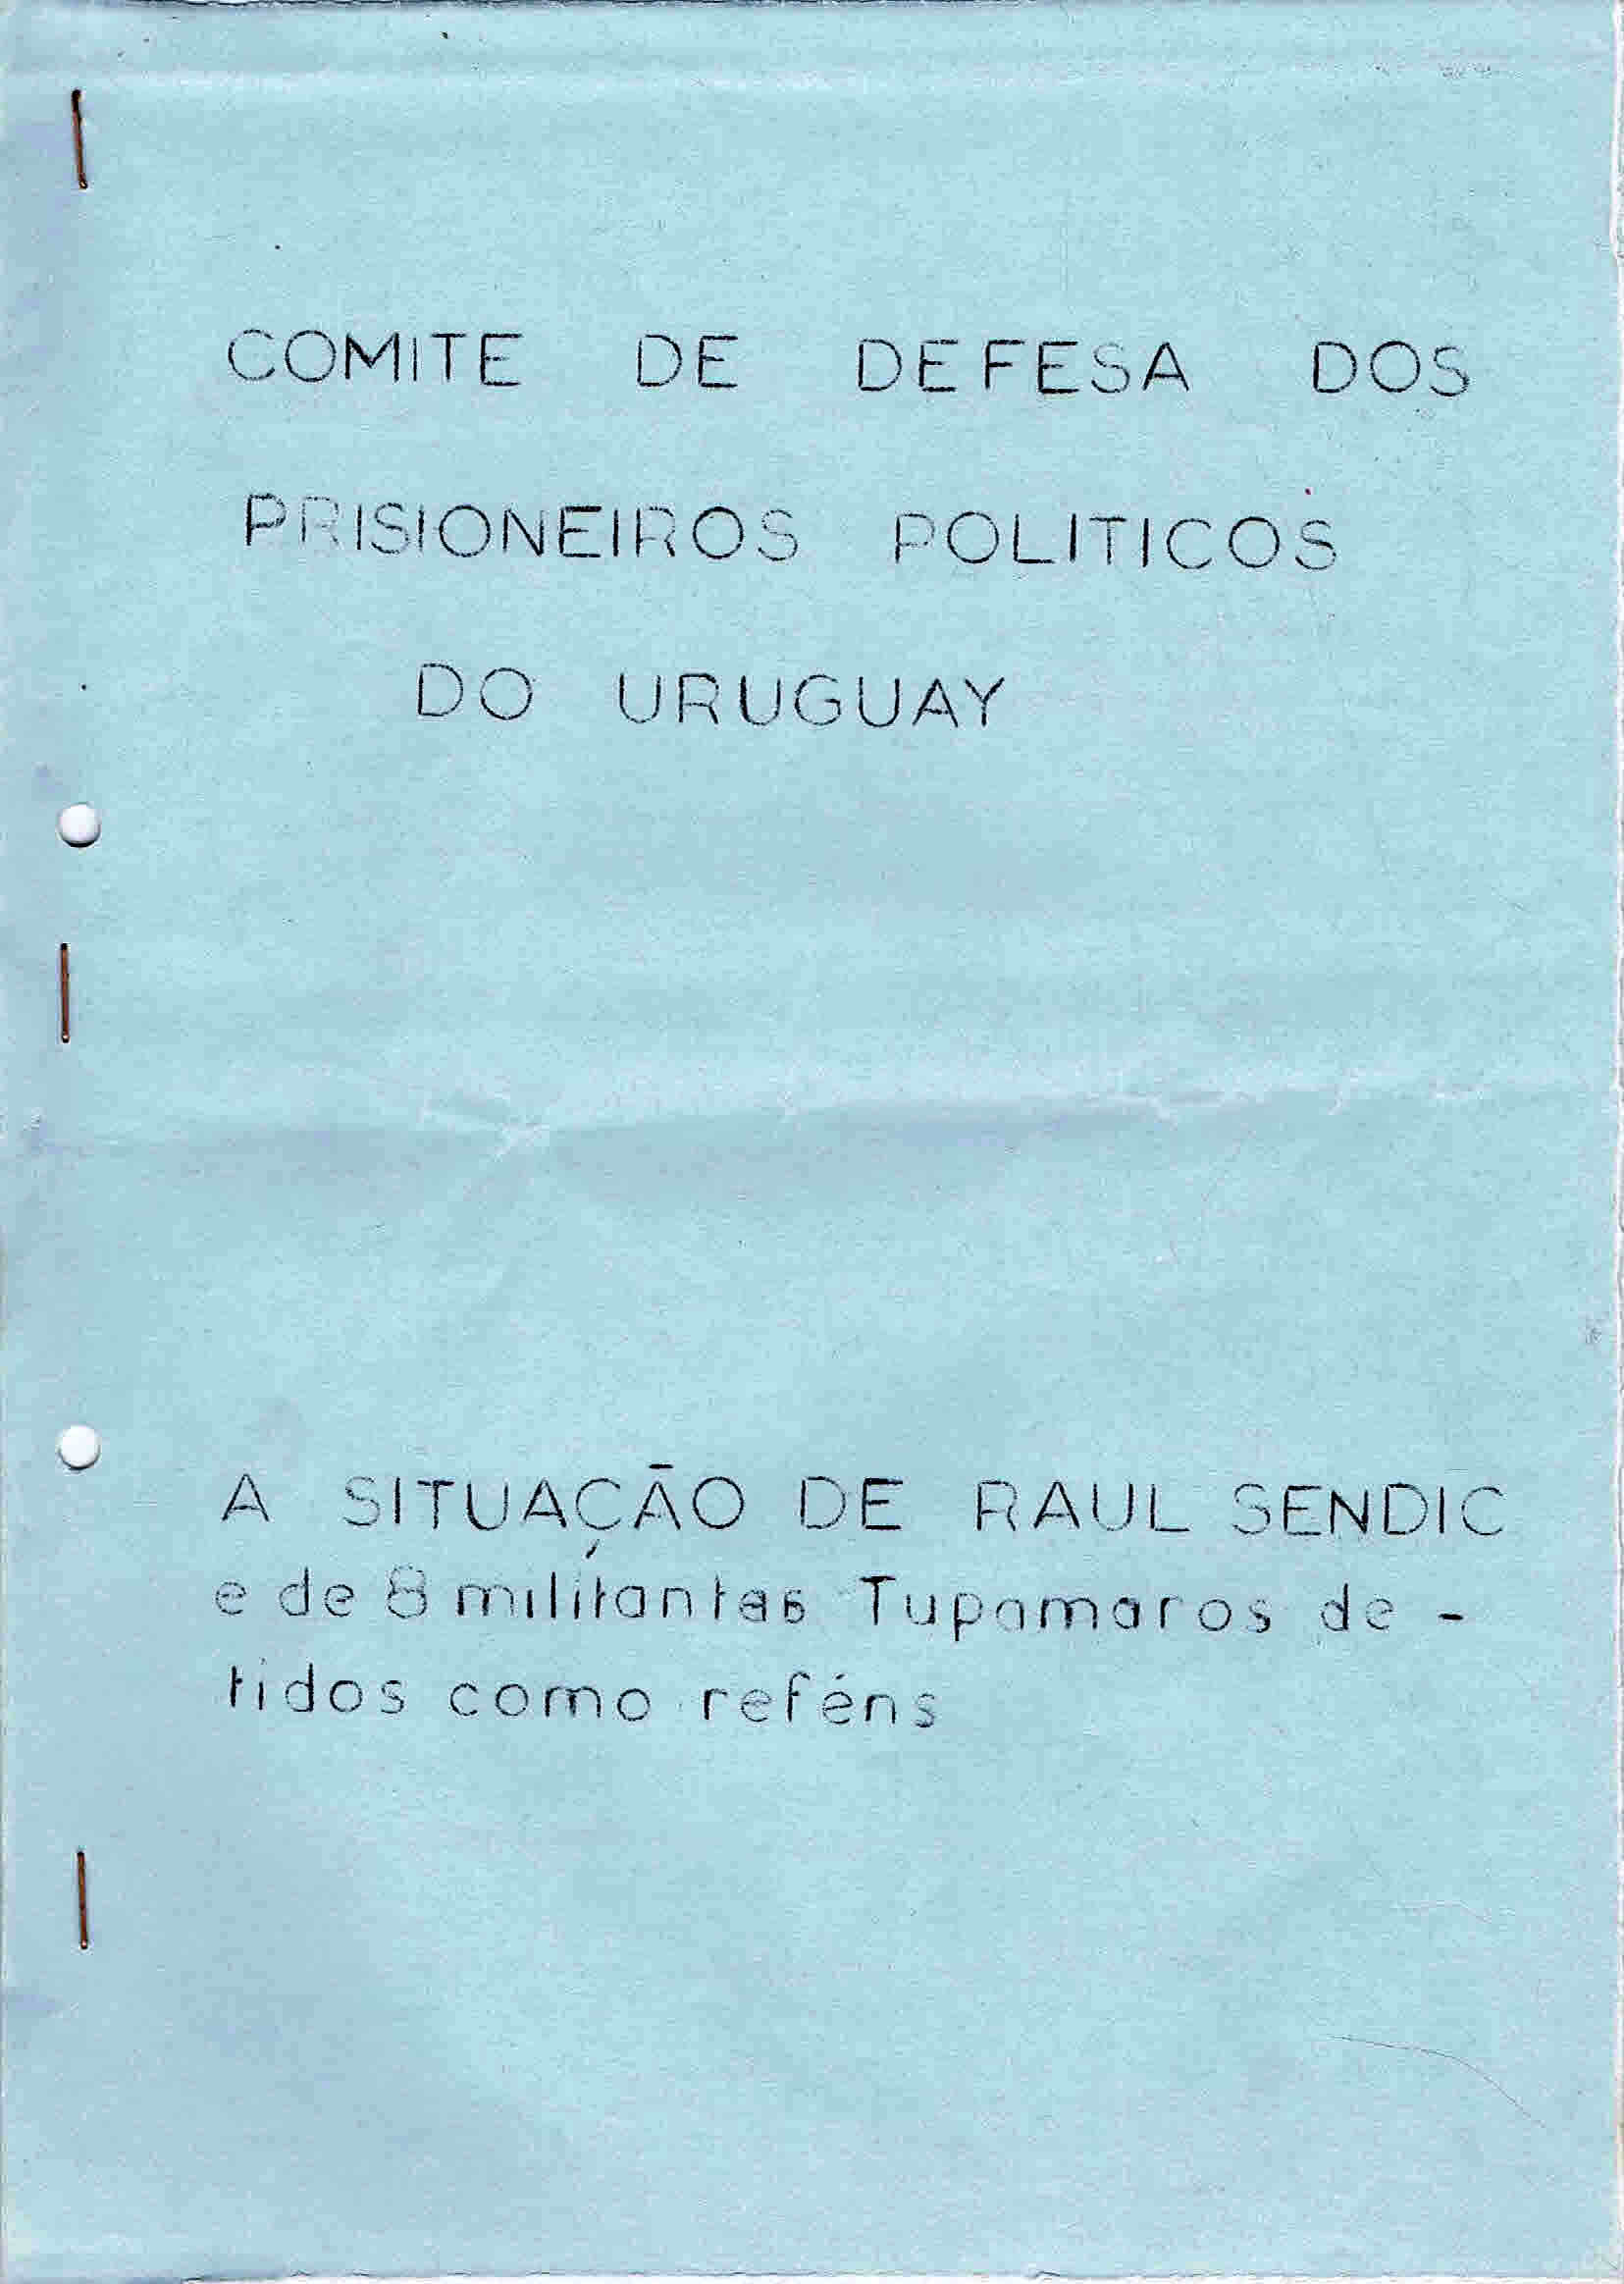 COMITE DE DEFESA DOS
PRISIONEIROS POLITICOS
DO URUGUAY
A SITUAÇÃO DE RAUL SENDIC
e de 8 militantes Tupamaros de-
tidos como reféns